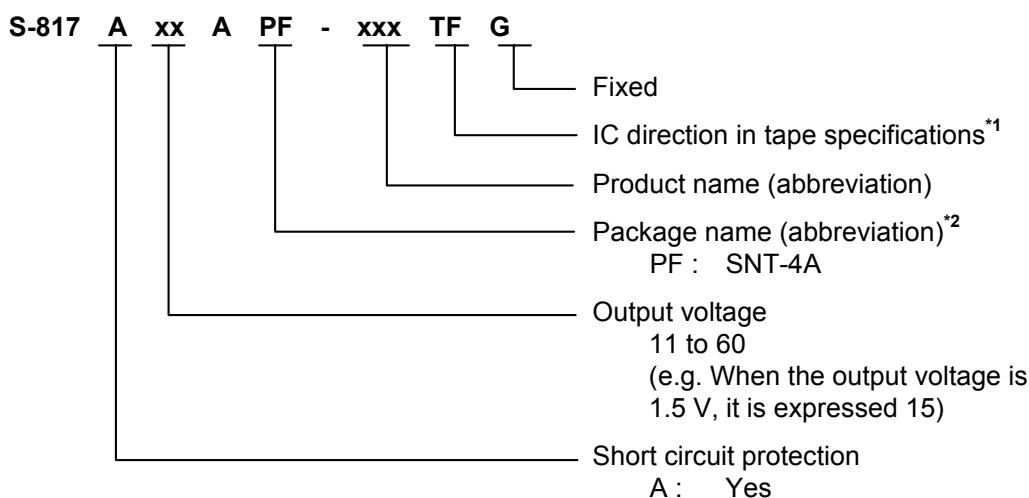 S-817 A xx A PF - xxx TF G
Fixed
IC direction in tape specifications*1
Product name (abbreviation)
Package name (abbreviation)*2
PF : SNT-4A
Output voltage
11 to 60
(e.g. When the output voltage is
1.5 V, it is expressed 15)
Short circuit protection
A : Yes